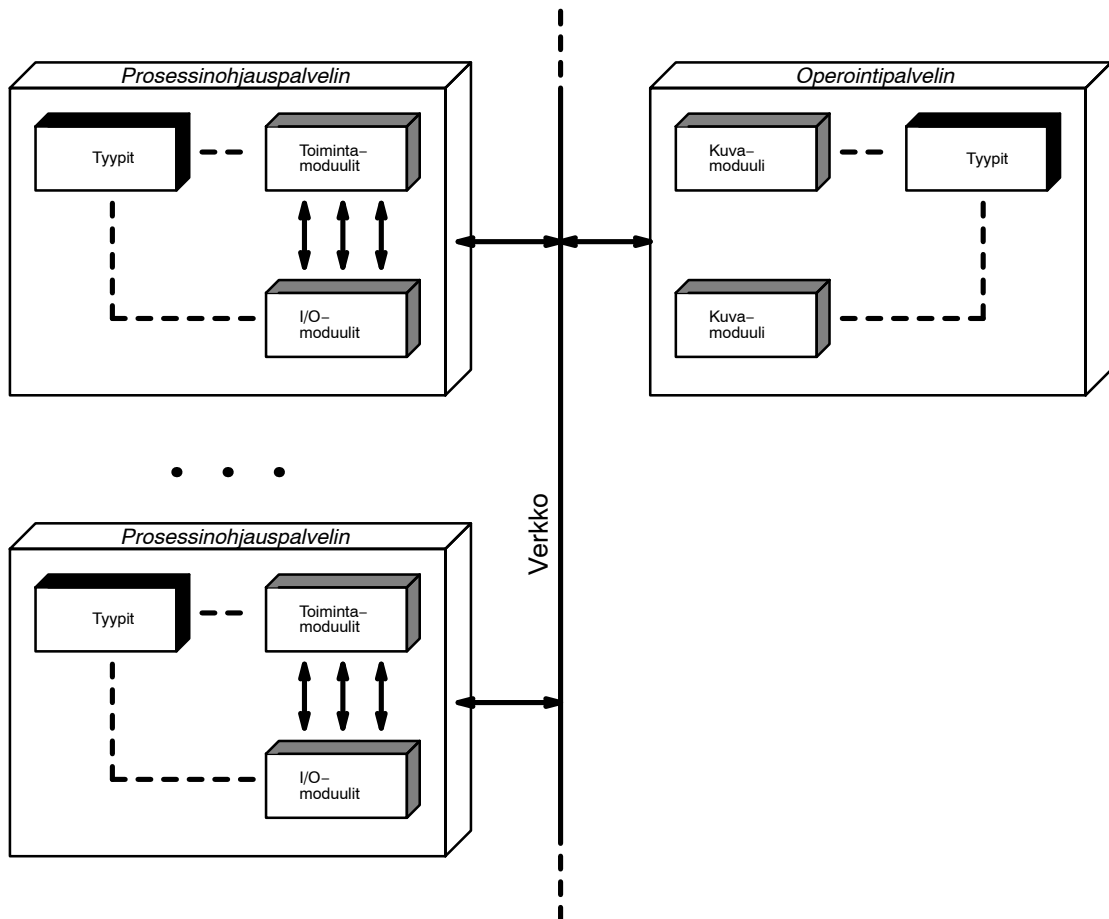 Prosessinohjauspalvelin
Tyypit
Toiminta–
moduulit
I/O–
moduulit
Operointipalvelin
Kuva–
moduuli
Tyypit
Kuva–
moduuli
Verkko
Prosessinohjauspalvelin
Tyypit
Toiminta–
moduulit
I/O–
moduulit